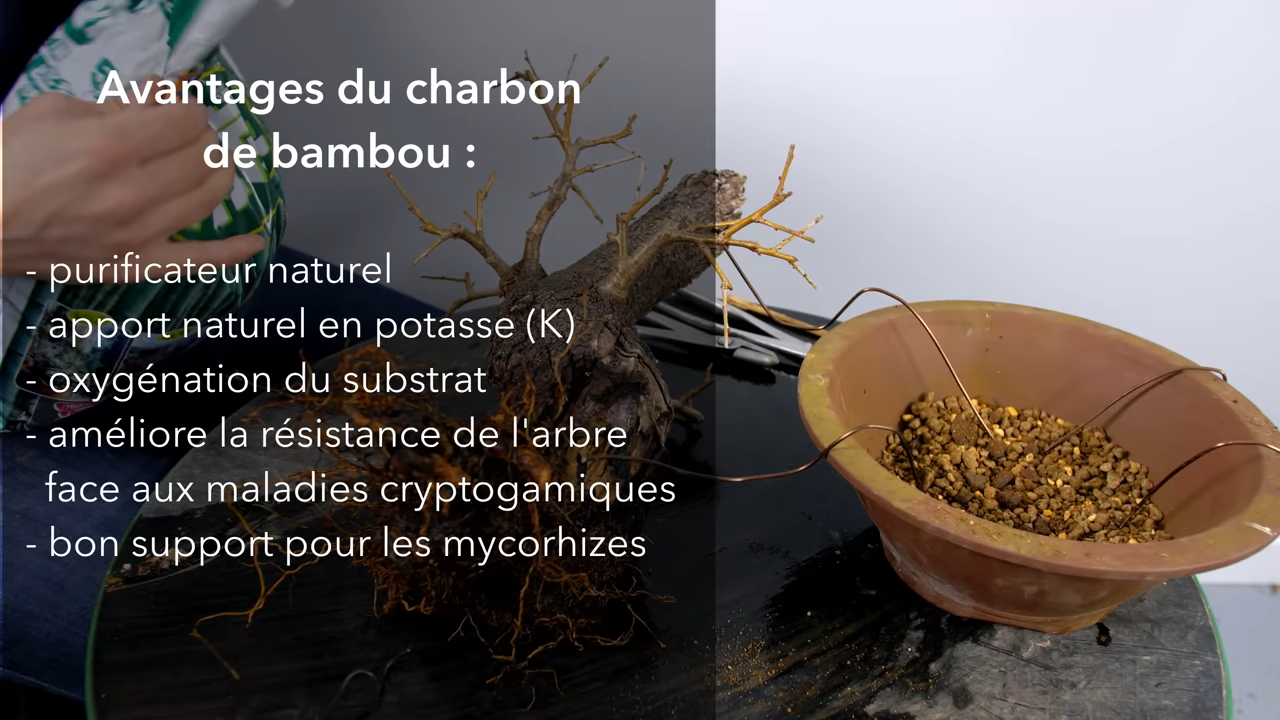 Avantages du charbon
de bambou :
- purificateur naturel
- apport naturel en potasse (K)
- oxygénation du substrat
- améliore la résistance de l'arbre
face aux maladies cryptogamiques
- bon support pour les mycorhizes